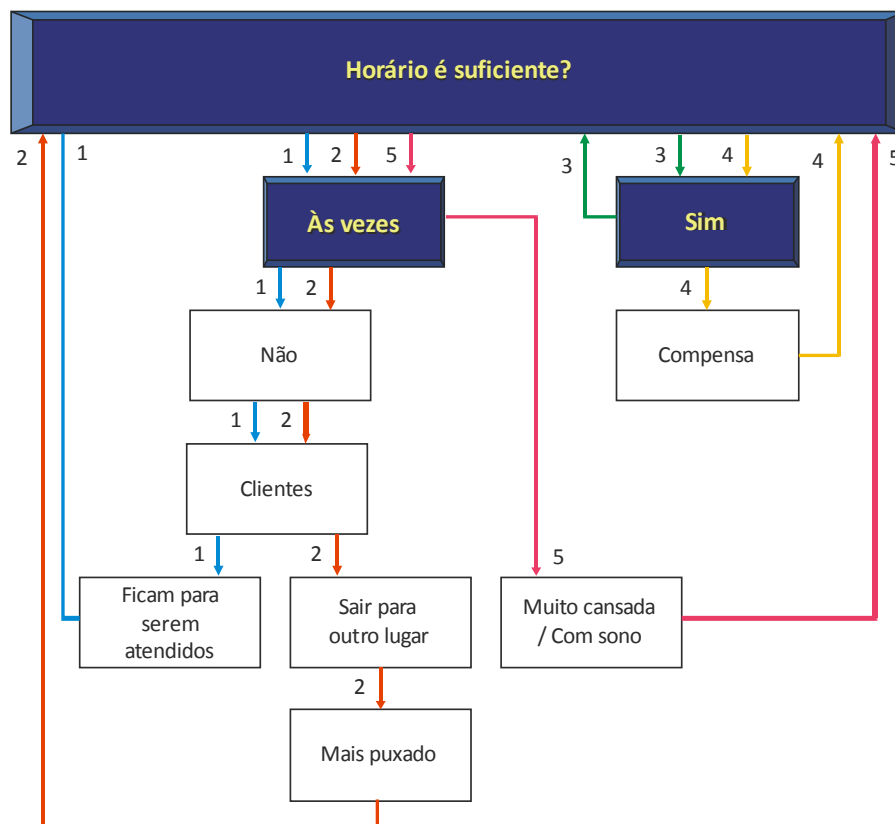 Horário é suficiente?
2
1
1
2
5
3
3
4
4
5
Às vezes
Sim
1
2
4
Não
Compensa
1
2
Clientes
1
2
5
Ficam para
serem
atendidos
Sair para
outro lugar
Muito cansada
/ Com sono
2
Mais puxado